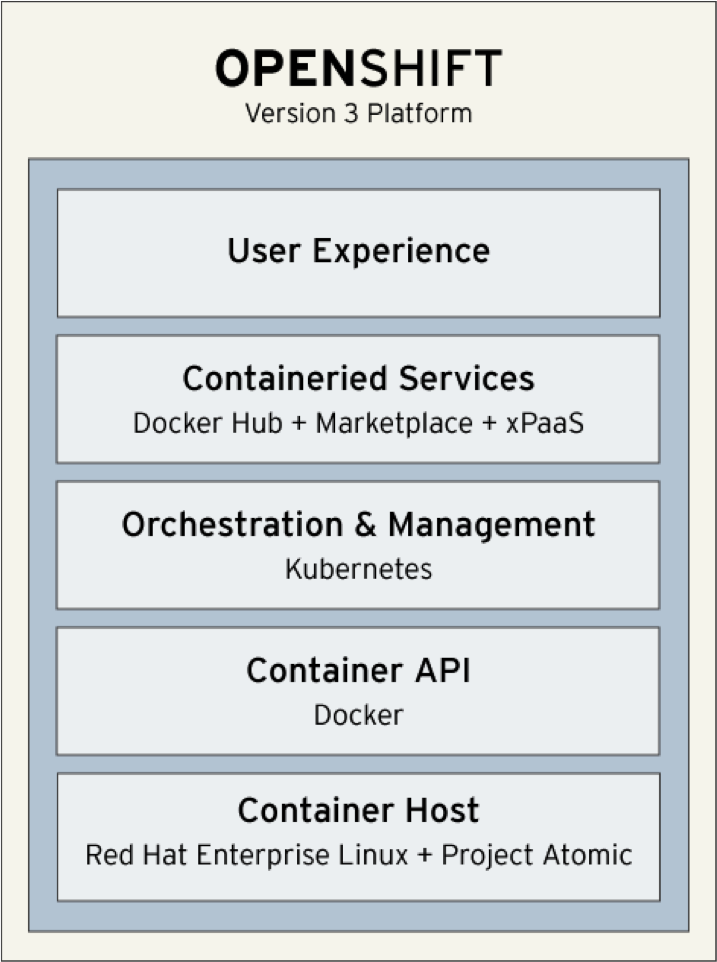 OPENSHIFT
Version 3 Platform
User Experience
Containeried Services
Docker Hub + Marketplace + xPaaS
Orchestration & Management
Kubernetes
Container API
Docker
Container Host
Red Hat Enterprise Linux + Project Atomic